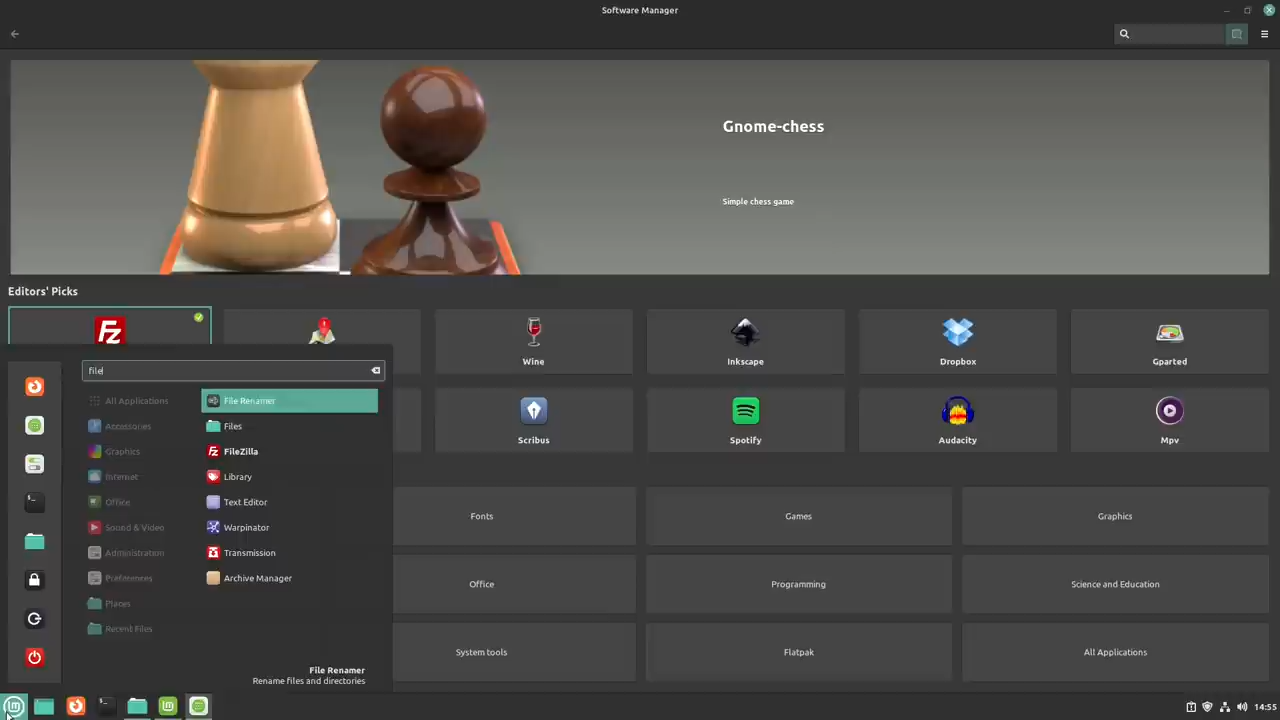 Software Manager
Gnome-chess
Simple chess game
Editors' Picks
Wine
Inkscape
Dropbox
Gparted
Scribus
Spotify
Audacity
Mpv
file
All Applications
Accessories
Graphics
Internet
Office
Sound & Video
Administration
Preferences
Places
Recent Files
File Renamer
Files
FileZilla
Library
Text Editor
Warpinator
Transmission
Archive Manager
File Renamer
Rename files and directories
Fonts
Games
Graphics
Office
Programming
Science and Education
System tools
Flatpak
All Applications
14:55